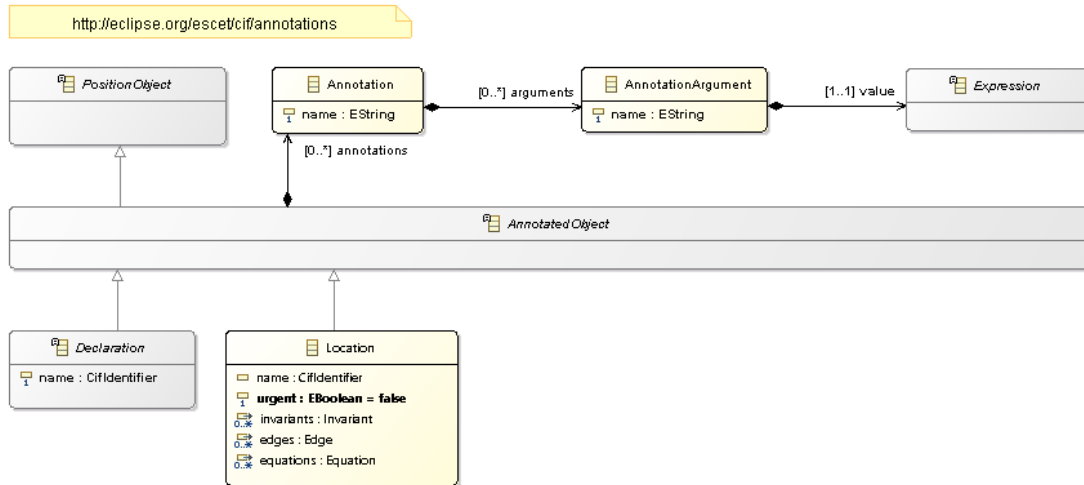 http://eclipse.org/escet/cif/annotations
PositionObject
Annotation
name : EString
[0..*] arguments
AnnotationArgument
name : EString
[1..1] value
Expression
[0..*] annotations
AnnotatedObject
Declaration
name : CifIdentifier
Location
name : CifIdentifier
urgent : EBoolean = false
invariants : Invariant
edges : Edge
equations : Equation